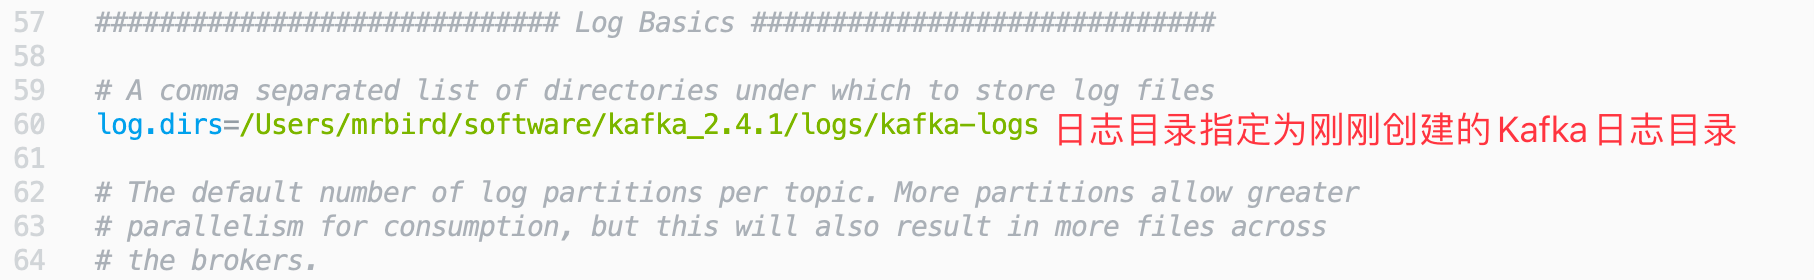 57 ############################# Log Basics #############################
58
59 # A comma separated list of directories under which to store log files
60 log.dirs=/Users/mrbird/software/kafka_2.4.1/logs/kafka-logs 日志目录指定为刚刚创建的Kafka日志目录
61
62 # The default number of log partitions per topic. More partitions allow greater
63 # parallelism for consumption, but this will also result in more files across
64 # the brokers.